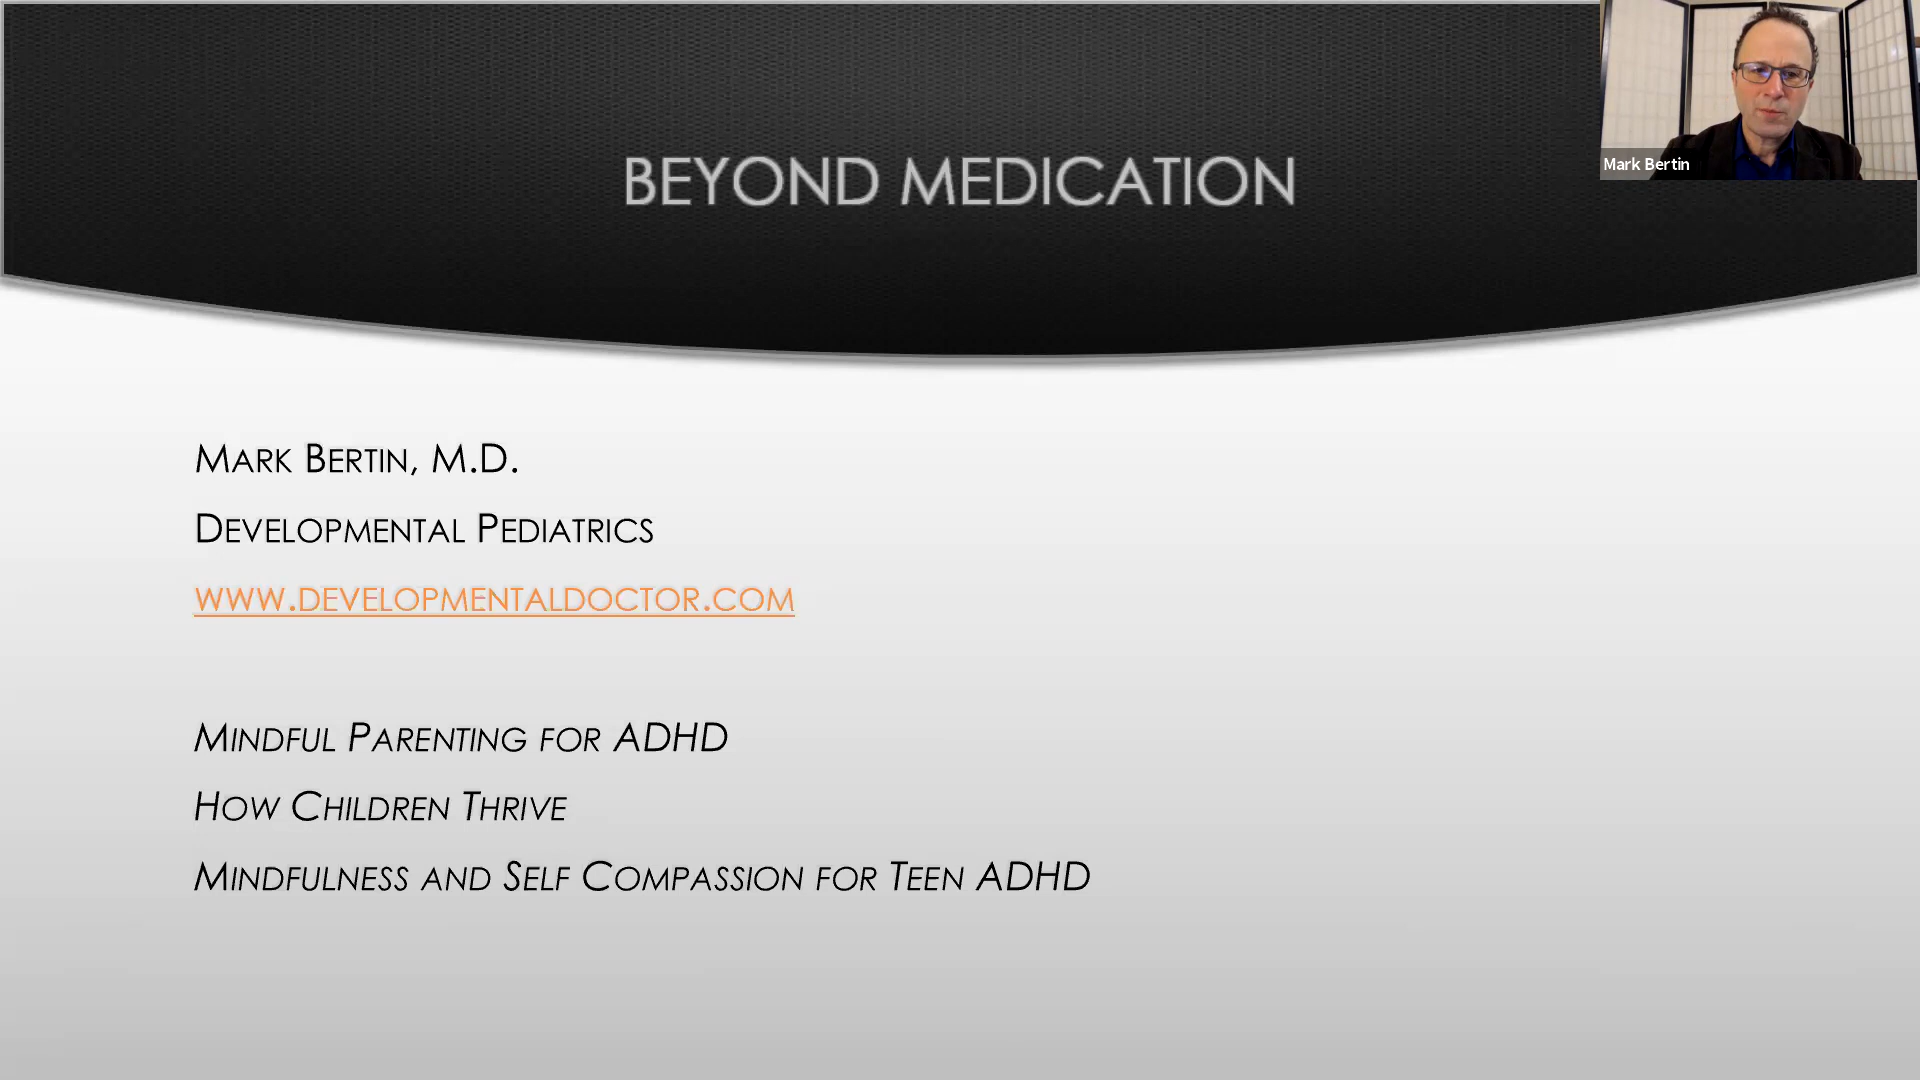 BEYOND MEDICATION
Mark Bertin
Mark Bertin, M.D.
Developmental Pediatrics
www.developmentaldoctor.com
Mindful Parenting for ADHD
How Children Thrive
Mindfulness and Self Compassion for Teen ADHD